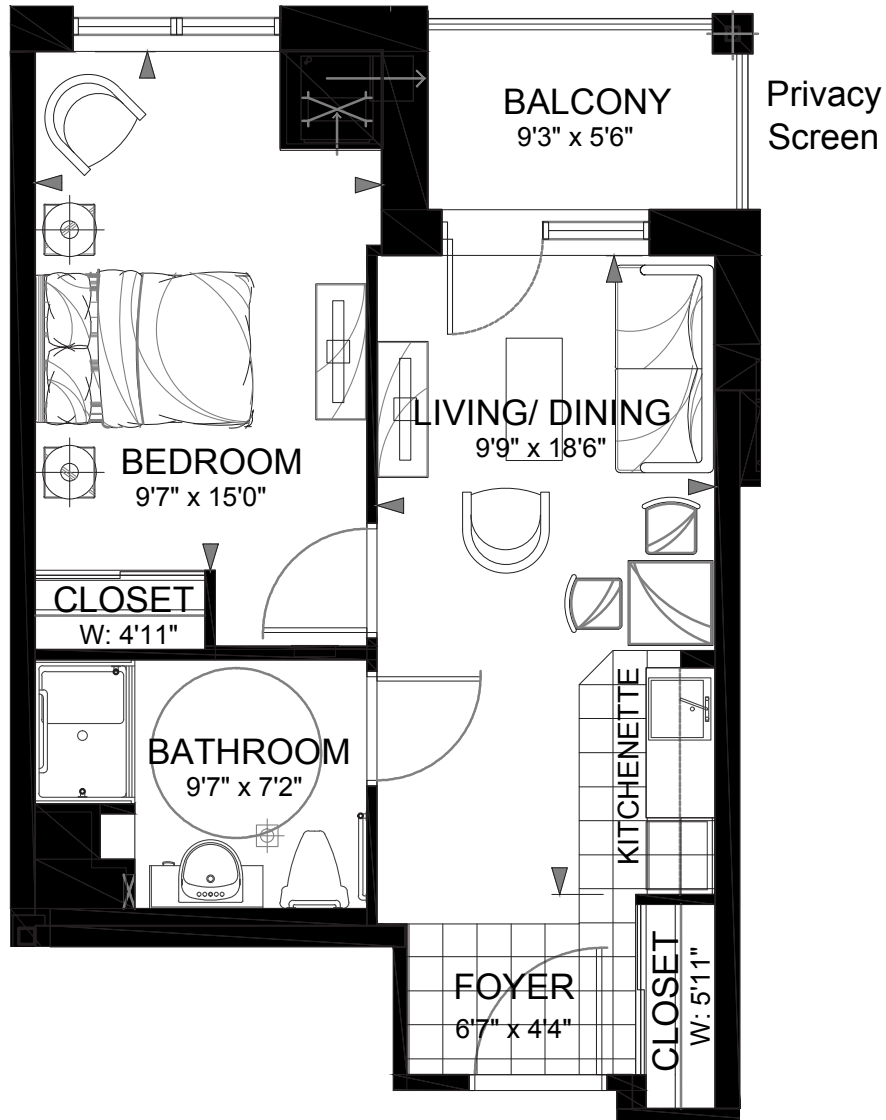 BALCONY
9'3" x 5'6"
Privacy
Screen
LIVING/ DINING
9'9" x 18'6"
BEDROOM
9'7" x 15'0"
CLOSET
W: 4'11"
KITCHENETTE
BATHROOM
9'7" x 7'2"
FOYER
6'7" x 4'4"
CLOSET
W: 5'11"